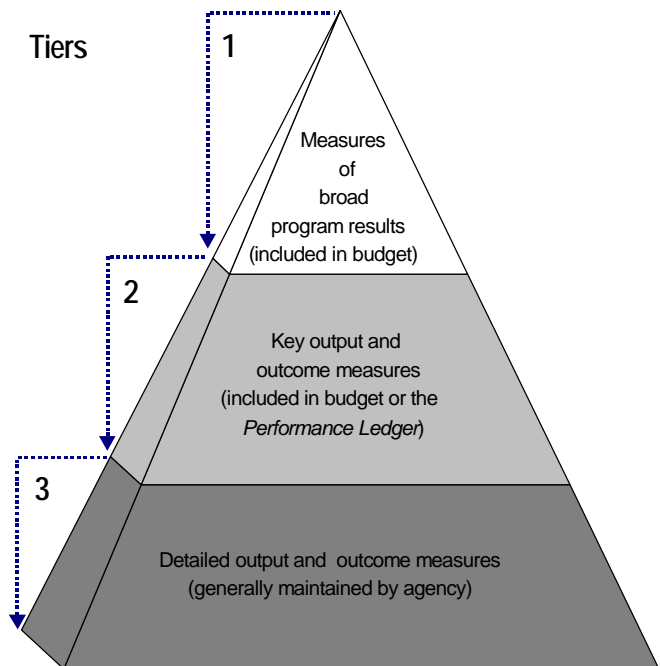 Tiers
1
Measures
of
broad
program results
(included in budget)
2
Key output and
outcome measures
(included in budget or the
Performance Ledger)
3
Detailed output and outcome measures
(generally maintained by agency)